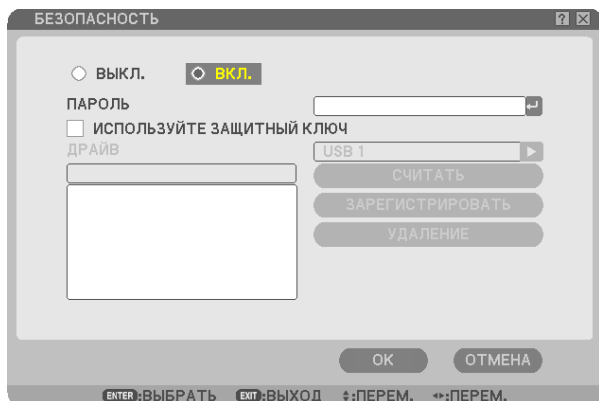 БЕЗОПАСНОСТЬ
ВЫКЛ. ВКЛ.
ПАРОЛЬ
ИСПОЛЬЗУЙТЕ ЗАЩИТНЫЙ КЛЮЧ
ДРАЙВ USB 1
СЧИТАТЬ
ЗАРЕГИСТРИРОВАТЬ
УДАЛЕНИЕ
OK ОТМЕНА
ENTER:ВЫБРАТЬ EXIT:ВЫХОД :ПЕРЕМ. :ПЕРЕМ.